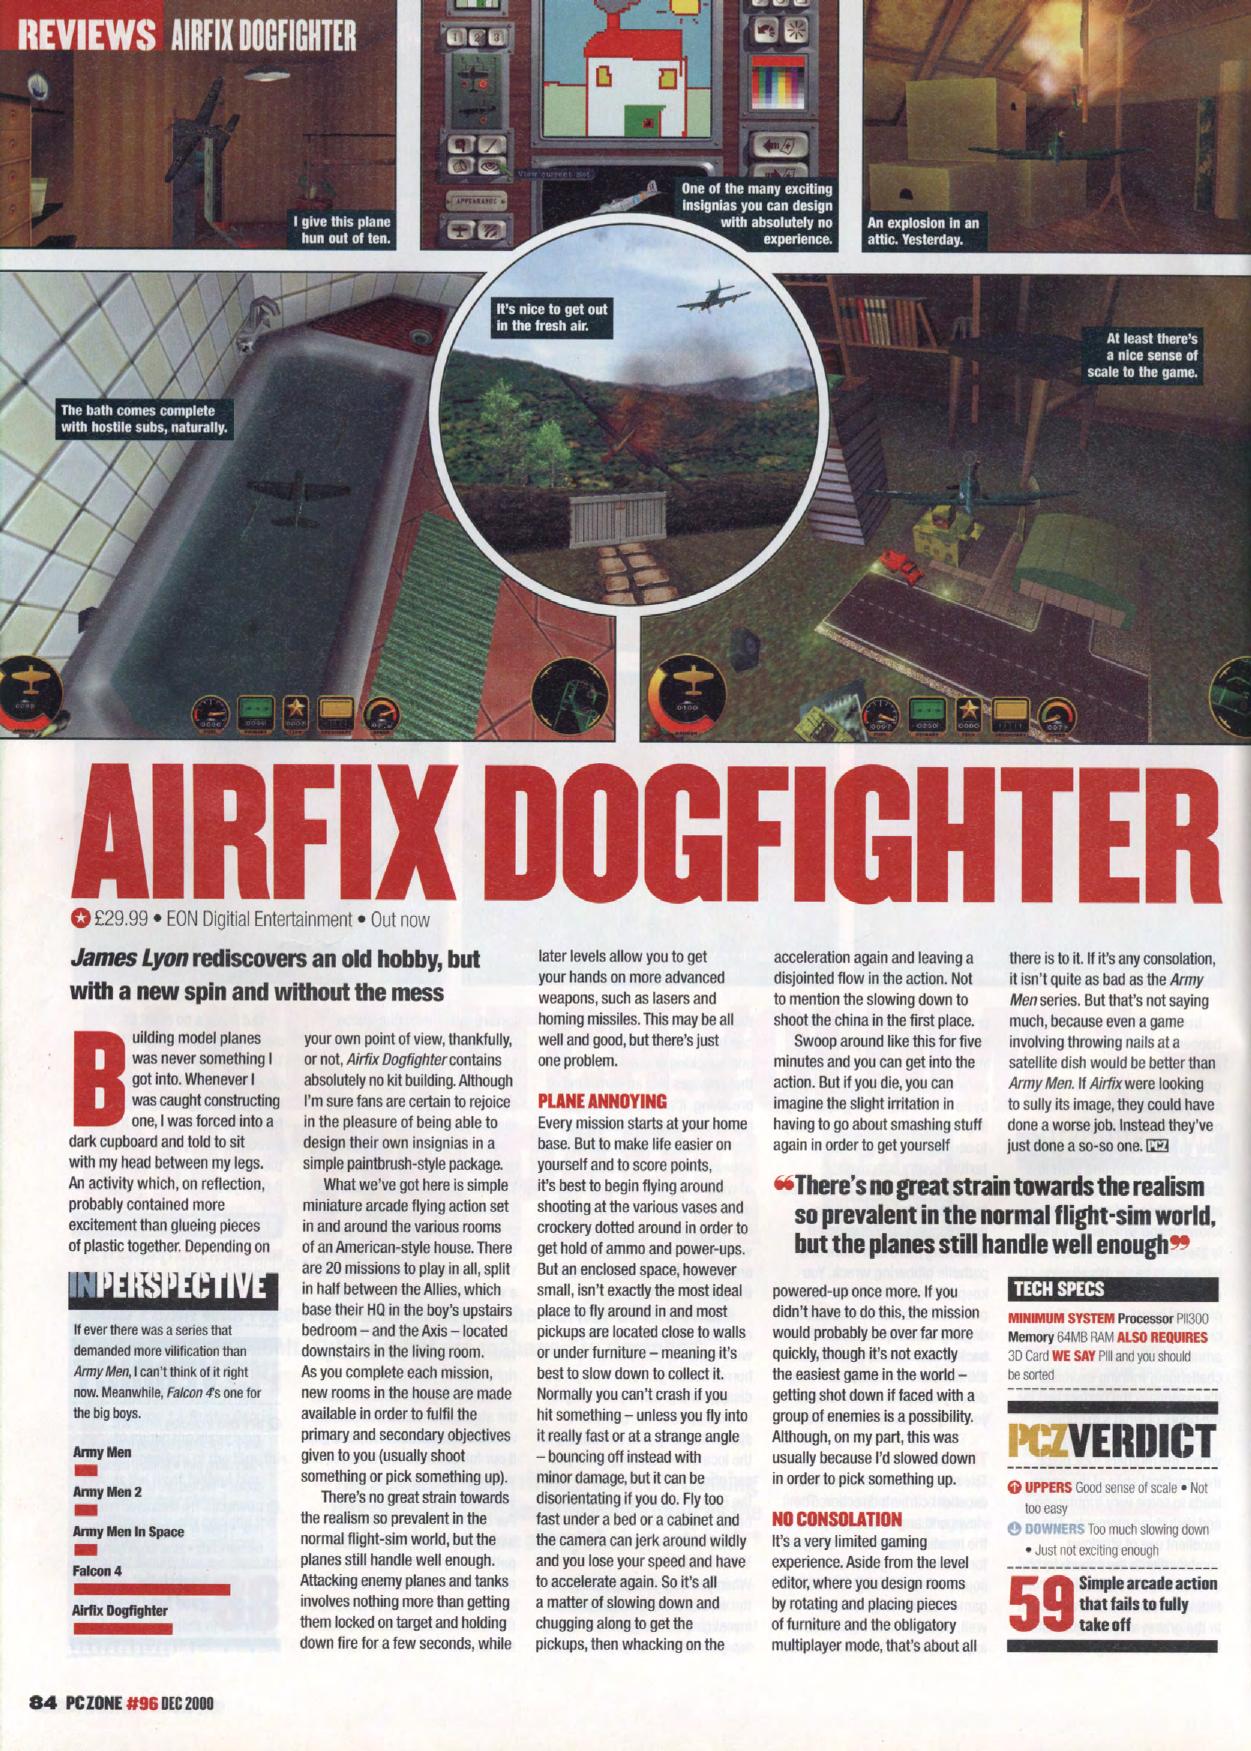 REVIEWS AIRFIX DOGFIGHTER
I give this plane
hun out of ten.
1 2 3
View current Set
APPEARANCE
One of the many exciting
insignias you can design
with absolutely no
experience.
An explosion in an
attic. Yesterday.
The bath comes complete
with hostile subs, naturally.
It's nice to get out
in the fresh air.
At least there's
a nice sense of
scale to the game.
AIRFIX DOGFIGHTER
£29.99 • EON Digitial Entertainment • Out now
James Lyon rediscovers an old hobby, but
with a new spin and without the mess
Building model planes
was never something I
got into. Whenever I
was caught constructing
one, I was forced into a
dark cupboard and told to sit
with my head between my legs.
An activity which, on reflection,
probably contained more
excitement than glueing pieces
of plastic together. Depending on
your own point of view, thankfully,
or not, Airfix Dogfighter contains
absolutely no kit building. Although
I'm sure fans are certain to rejoice
in the pleasure of being able to
design their own insignias in a
simple paintbrush-style package.
What we've got here is simple
miniature arcade flying action set
in and around the various rooms
of an American-style house. There
are 20 missions to play in all, split
in half between the Allies, which
base their HQ in the boy's upstairs
bedroom – and the Axis – located
downstairs in the living room.
As you complete each mission,
new rooms in the house are made
available in order to fulfil the
primary and secondary objectives
given to you (usually shoot
something or pick something up).
There's no great strain towards
the realism so prevalent in the
normal flight-sim world, but the
planes still handle well enough.
Attacking enemy planes and tanks
involves nothing more than getting
them locked on target and holding
down fire for a few seconds, while
later levels allow you to get
your hands on more advanced
weapons, such as lasers and
homing missiles. This may be all
well and good, but there's just
one problem.
PLANE ANNOYING
Every mission starts at your home
base. But to make life easier on
yourself and to score points,
it's best to begin flying around
shooting at the various vases and
crockery dotted around in order to
get hold of ammo and power-ups.
But an enclosed space, however
small, isn't exactly the most ideal
place to fly around in and most
pickups are located close to walls
or under furniture – meaning it's
best to slow down to collect it.
Normally you can't crash if you
hit something – unless you fly into
it really fast or at a strange angle
– bouncing off instead with
minor damage, but it can be
disorientating if you do. Fly too
fast under a bed or a cabinet and
the camera can jerk around wildly
and you lose your speed and have
to accelerate again. So it's all
a matter of slowing down and
chugging along to get the
pickups, then whacking on the
acceleration again and leaving a
disjointed flow in the action. Not
to mention the slowing down to
shoot the china in the first place.
Swoop around like this for five
minutes and you can get into the
action. But if you die, you can
imagine the slight irritation in
having to go about smashing stuff
again in order to get yourself
powered-up once more. If you
didn't have to do this, the mission
would probably be over far more
quickly, though it's not exactly
the easiest game in the world –
getting shot down if faced with a
group of enemies is a possibility.
Although, on my part, this was
usually because I'd slowed down
in order to pick something up.
NO CONSOLATION
It's a very limited gaming
experience. Aside from the level
editor, where you design rooms
by rotating and placing pieces
of furniture and the obligatory
multiplayer mode, that's about all
there is to it. If it's any consolation,
it isn't quite as bad as the Army
Men series. But that's not saying
much, because even a game
involving throwing nails at a
satellite dish would be better than
Army Men. If Airfix were looking
to sully its image, they could have
done a worse job. Instead they've
just done a so-so one. PCZ
“There's no great strain towards the realism
so prevalent in the normal flight-sim world,
but the planes still handle well enough”
INPERSPECTIVE
If ever there was a series that
demanded more vilification than
Army Men, I can't think of it right
now. Meanwhile, Falcon 4's one for
the big boys.
Army Men
Army Men 2
Army Men In Space
Falcon 4
Airfix Dogfighter
TECH SPECS
MINIMUM SYSTEM Processor PII300
Memory 64MB RAM ALSO REQUIRES
3D Card WE SAY PIII and you should
be sorted
PCZVERDICT
UPPERS Good sense of scale • Not
too easy
DOWNERS Too much slowing down
• Just not exciting enough
59
Simple arcade action
that fails to fully
take off
84 PCZONE #96 DEC 2000